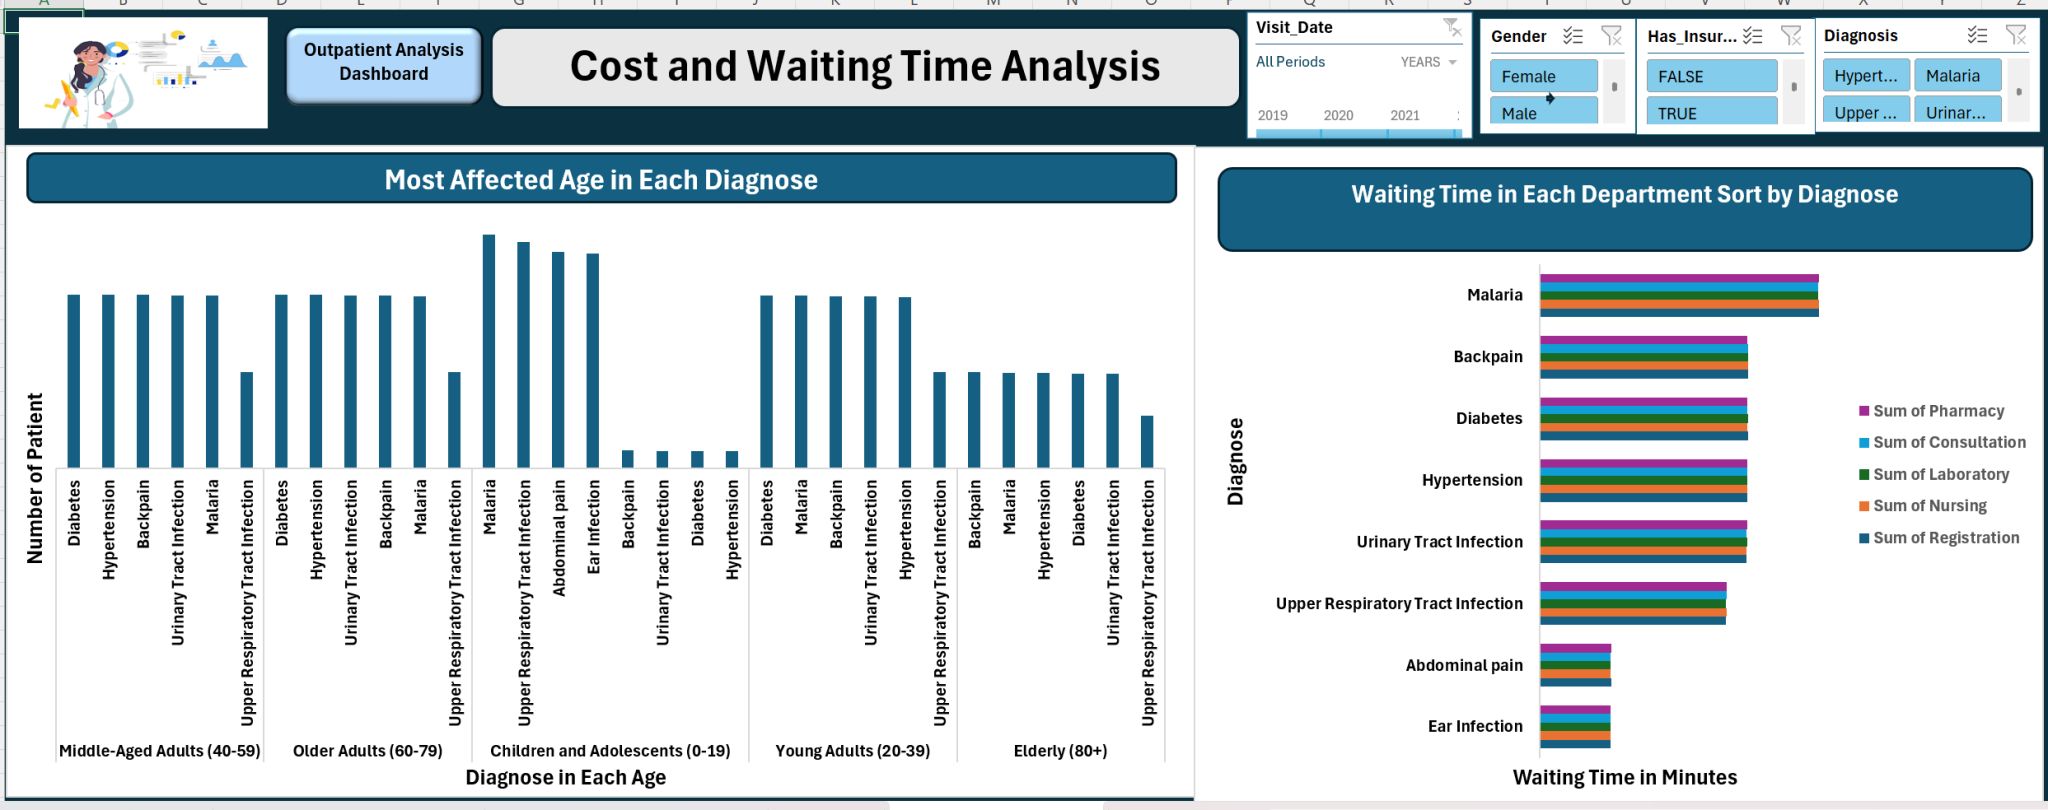 Outpatient Analysis
Dashboard
Cost and Waiting Time Analysis
Visit_Date
All Periods
YEARS
2019
2020
2021
Gender
Female
Male
Has_Insur...
FALSE
TRUE
Diagnosis
Hypert...
Malaria
Upper ...
Urinar...
Most Affected Age in Each Diagnose
Number of Patient
Diabetes
Hypertension
Backpain
Urinary Tract Infection
Malaria
Upper Respiratory Tract Infection
Diabetes
Hypertension
Urinary Tract Infection
Backpain
Malaria
Upper Respiratory Tract Infection
Malaria
Upper Respiratory Tract Infection
Abdominal pain
Ear Infection
Backpain
Urinary Tract Infection
Diabetes
Hypertension
Diabetes
Malaria
Backpain
Urinary Tract Infection
Hypertension
Upper Respiratory Tract Infection
Backpain
Malaria
Hypertension
Diabetes
Urinary Tract Infection
Upper Respiratory Tract Infection
Middle-Aged Adults (40-59)
Older Adults (60-79)
Children and Adolescents (0-19)
Young Adults (20-39)
Elderly (80+)
Diagnose in Each Age
Waiting Time in Each Department Sort by Diagnose
Diagnose
Malaria
Backpain
Diabetes
Hypertension
Urinary Tract Infection
Upper Respiratory Tract Infection
Abdominal pain
Ear Infection
Waiting Time in Minutes
Sum of Pharmacy
Sum of Consultation
Sum of Laboratory
Sum of Nursing
Sum of Registration